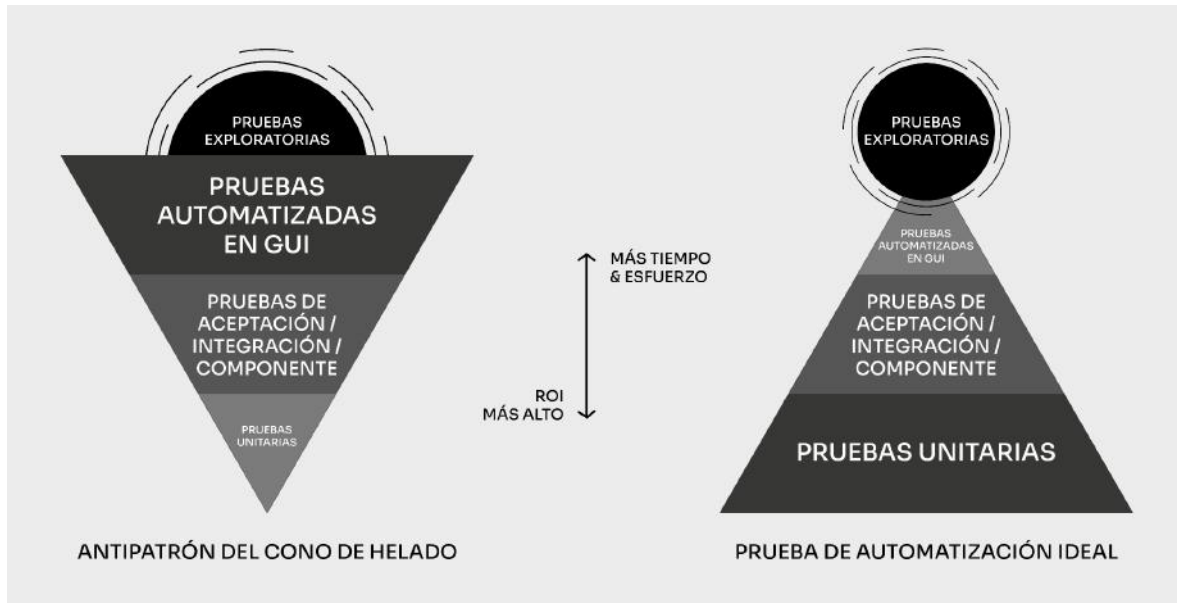 PRUEBAS
EXPLORATORIAS
PRUEBAS
AUTOMATIZADAS
EN GUI
PRUEBAS DE
ACEPTACIÓN /
INTEGRACIÓN /
COMPONENTE
PRUEBAS
UNITARIAS
ANTIPATRÓN DEL CONO DE HELADO
MÁS TIEMPO
& ESFUERZO
ROI
MÁS ALTO
PRUEBAS
EXPLORATORIAS
PRUEBAS
AUTOMATIZADAS
EN GUI
PRUEBAS DE
ACEPTACIÓN /
INTEGRACIÓN /
COMPONENTE
PRUEBAS UNITARIAS
PRUEBA DE AUTOMATIZACIÓN IDEAL